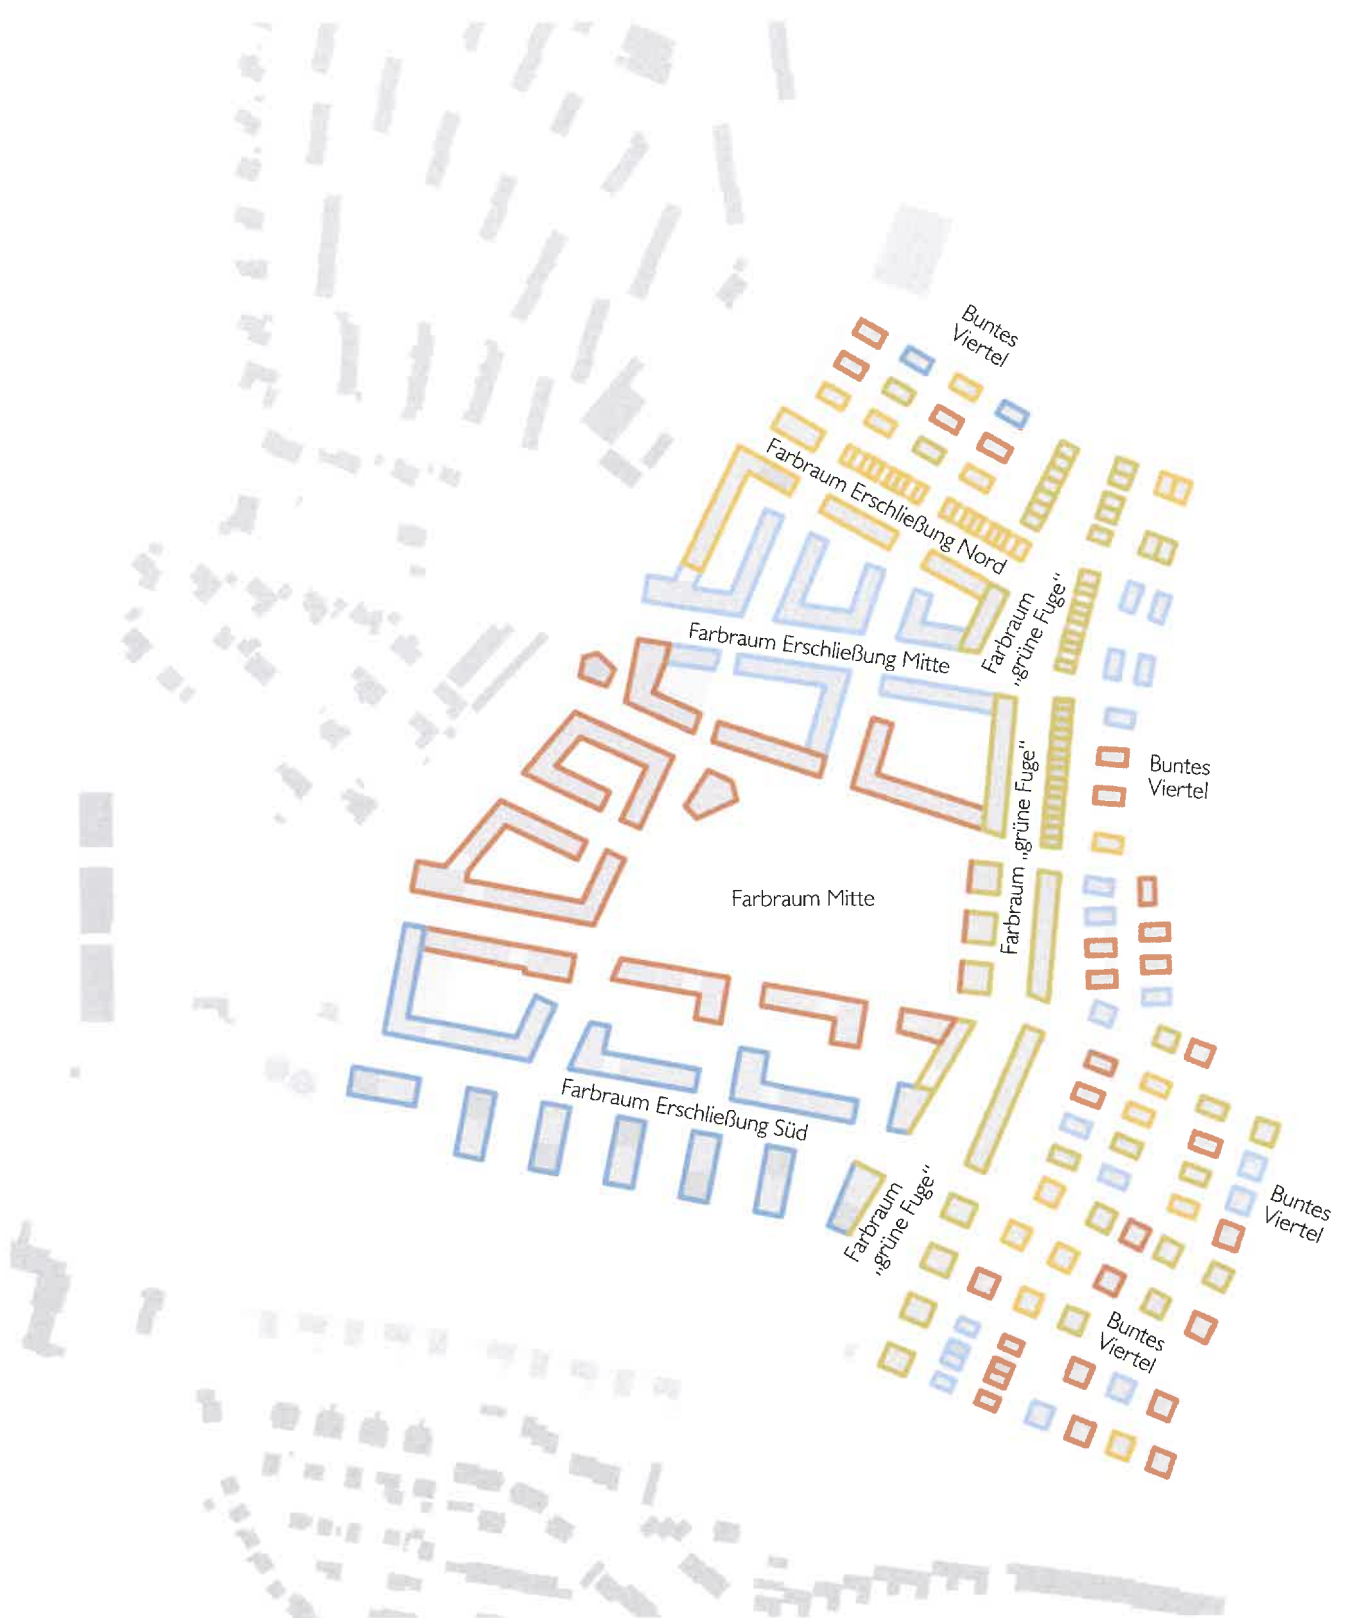 Buntes
Viertel
Farbraum Erschließung Nord
Farbraum
„grüne Fuge“
Farbraum Erschließung Mitte
Farbraum „grüne Fuge“
Buntes
Viertel
Farbraum Mitte
Farbraum Erschließung Süd
Farbraum
„grüne Fuge“
Buntes
Viertel
Buntes
Viertel